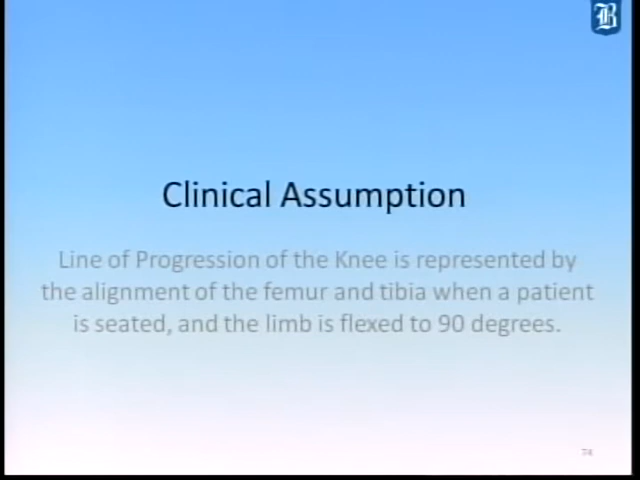 B
Clinical Assumption
Line of Progression of the Knee is represented by
the alignment of the femur and tibia when a patient
is seated, and the limb is flexed to 90 degrees.
74